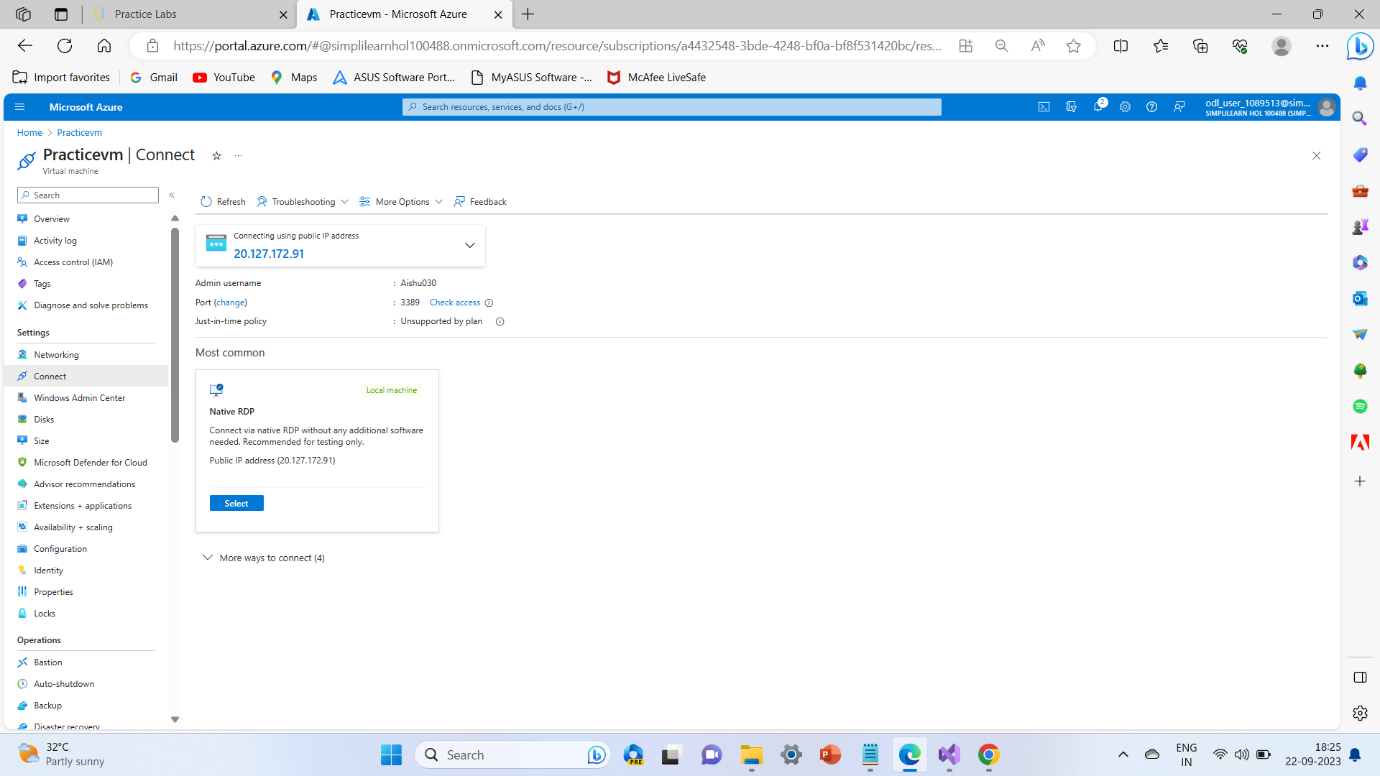 Practice Labs
Practicevm - Microsoft Azure
https://portal.azure.com/#@simplilearnhol100488.onmicrosoft.com/resource/subscriptions/a4432548-3bde-4248-bf0a-bf8f531420bc/res...
Import favorites
Gmail
YouTube
Maps
ASUS Software Port...
MyASUS Software -...
McAfee LiveSafe
Microsoft Azure
Search resources, services, and docs (G+/)
2
odl_user_1089513@sim...
SIMPLILEARN HOL 100488 (SIMP...
Home > Practicevm
Practicevm | Connect
Virtual machine
Search
Refresh
Troubleshooting
More Options
Feedback
Overview
Activity log
Access control (IAM)
Tags
Diagnose and solve problems
Settings
Networking
Connect
Windows Admin Center
Disks
Size
Microsoft Defender for Cloud
Advisor recommendations
Extensions + applications
Availability + scaling
Configuration
Identity
Properties
Locks
Operations
Bastion
Auto-shutdown
Backup
Disaster recovery
Connecting using public IP address
20.127.172.91
Admin username : Aishu030
Port (change) : 3389 Check access
Just-in-time policy : Unsupported by plan
Most common
Local machine
Native RDP
Connect via native RDP without any additional software
needed. Recommended for testing only.
Public IP address (20.127.172.91)
Select
More ways to connect (4)
32°C
Partly sunny
Search
PRE
ENG
IN
18:25
22-09-2023